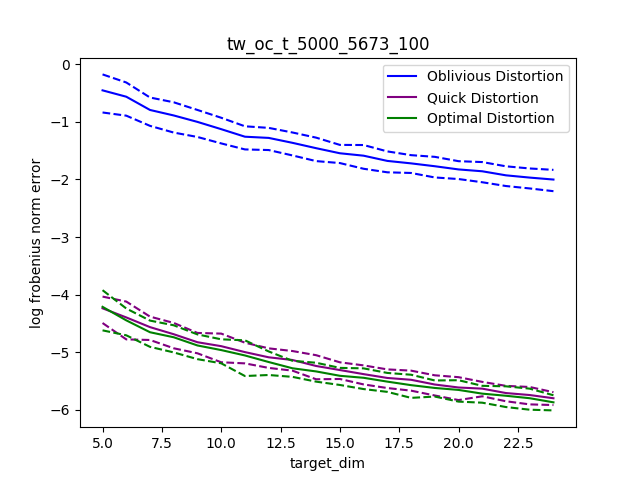 tw_oc_t_5000_5673_100
Oblivious Distortion
Quick Distortion
Optimal Distortion
log frobenius norm error
0
−1
−2
−3
−4
−5
−6
5.0 7.5 10.0 12.5 15.0 17.5 20.0 22.5
target_dim